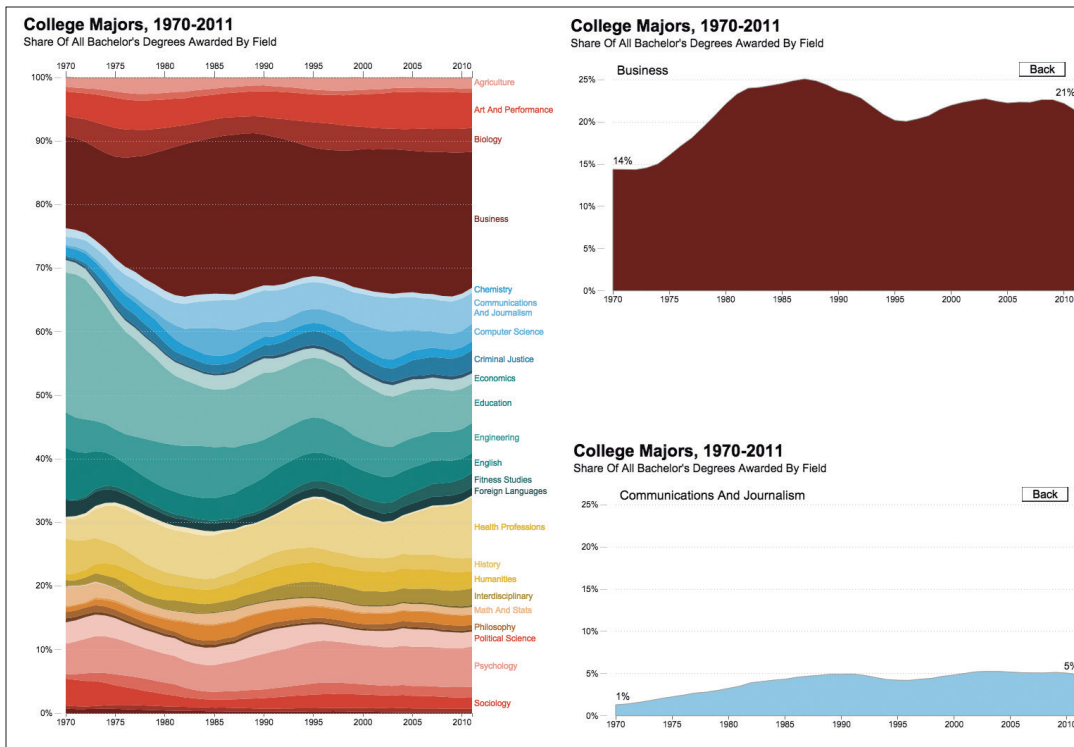 College Majors, 1970-2011
Share Of All Bachelor's Degrees Awarded By Field
1970 1975 1980 1985 1990 1995 2000 2005 2010
100%
90%
80%
70%
60%
50%
40%
30%
20%
10%
0%
1970 1975 1980 1985 1990 1995 2000 2005 2010
Agriculture
Art And Performance
Biology
Business
Chemistry
Communications
And Journalism
Computer Science
Criminal Justice
Economics
Education
Engineering
English
Fitness Studies
Foreign Languages
Health Professions
History
Humanities
Interdisciplinary
Math And Stats
Philosophy
Political Science
Psychology
Sociology
College Majors, 1970-2011
Share Of All Bachelor's Degrees Awarded By Field
Business
Back
25%
20%
15%
10%
5%
0%
14%
21%
1970 1975 1980 1985 1990 1995 2000 2005 2010
College Majors, 1970-2011
Share Of All Bachelor's Degrees Awarded By Field
Communications And Journalism
Back
25%
20%
15%
10%
5%
0%
1%
5%
1970 1975 1980 1985 1990 1995 2000 2005 2010